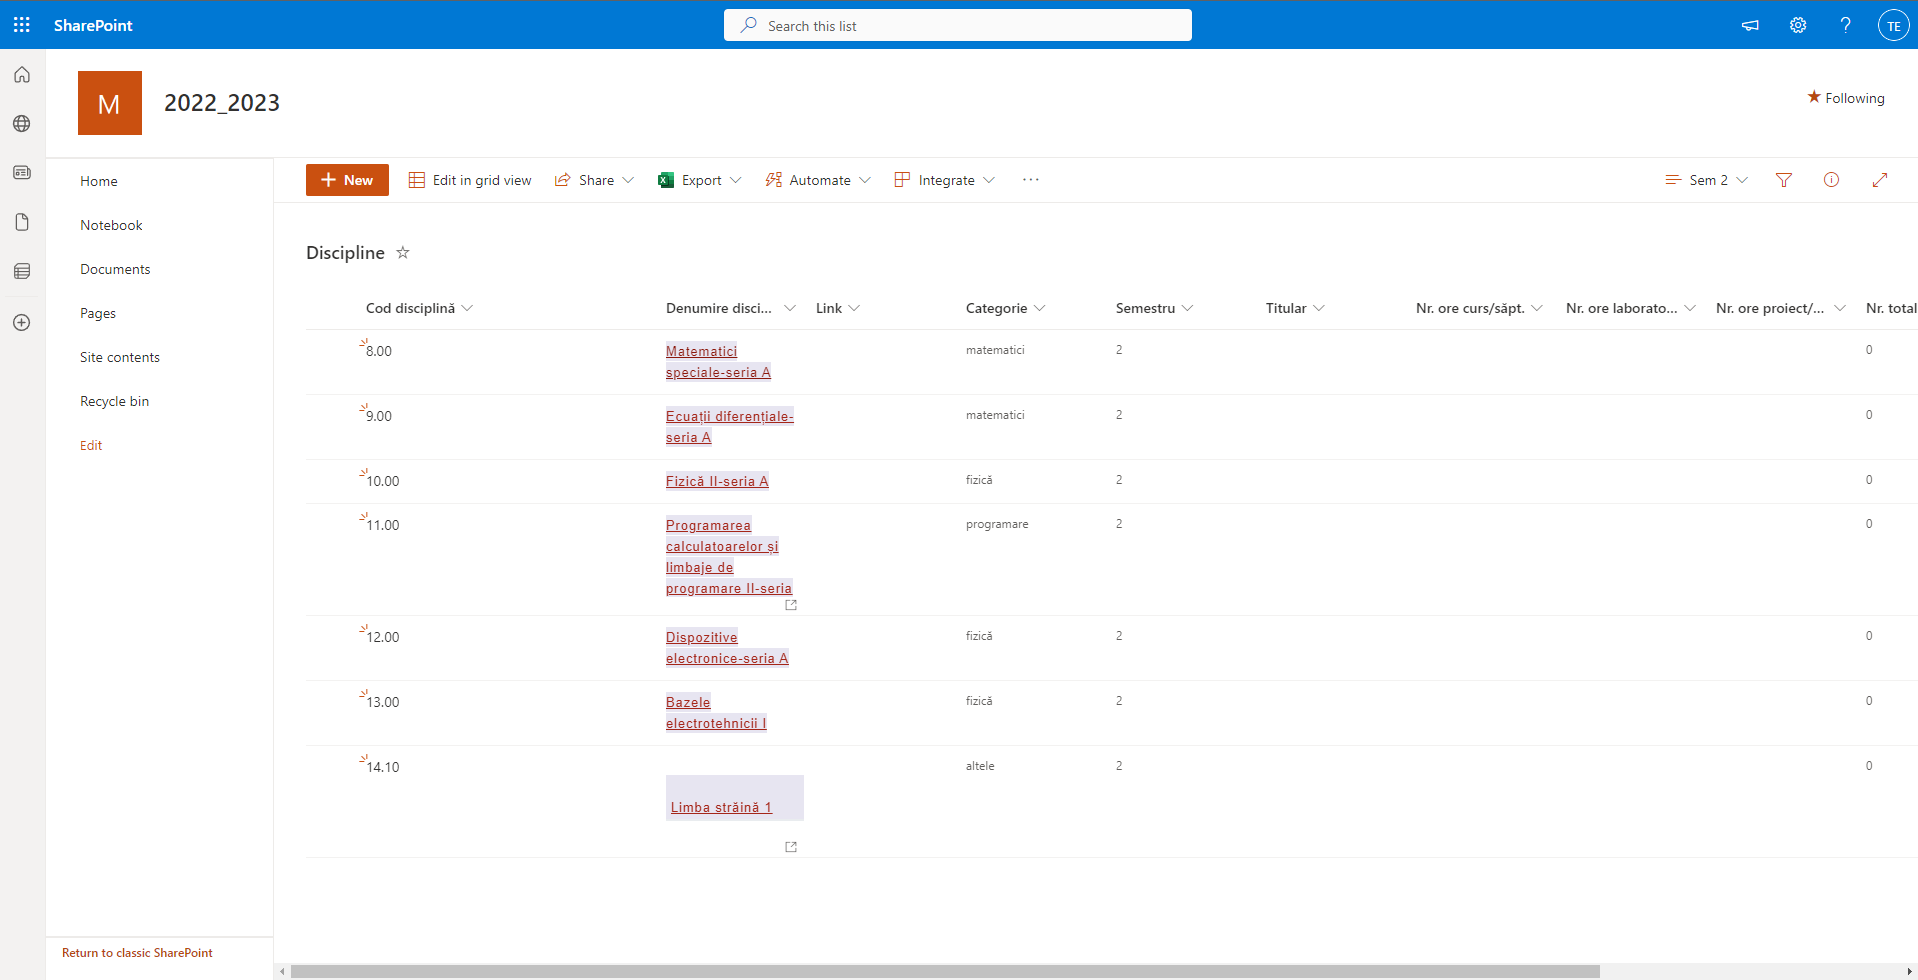 SharePoint
Search this list
TE
M
2022_2023
Following
Home
Notebook
Documents
Pages
Site contents
Recycle bin
Edit
Return to classic SharePoint
New
Edit in grid view
Share
Export
Automate
Integrate
...
Sem 2
Discipline
Cod disciplină
Denumire disci...
Link
Categorie
Semestru
Titular
Nr. ore curs/săpt.
Nr. ore laborato...
Nr. ore proiect/...
Nr. total
8.00
Matematici
speciale-seria A
matematici
2
0
9.00
Ecuații diferențiale-
seria A
matematici
2
0
10.00
Fizică II-seria A
fizică
2
0
11.00
Programarea
calculatoarelor și
limbaje de
programare II-seria
programare
2
0
12.00
Dispozitive
electronice-seria A
fizică
2
0
13.00
Bazele
electrotehnicii I
fizică
2
0
14.10
Limba străină 1
altele
2
0